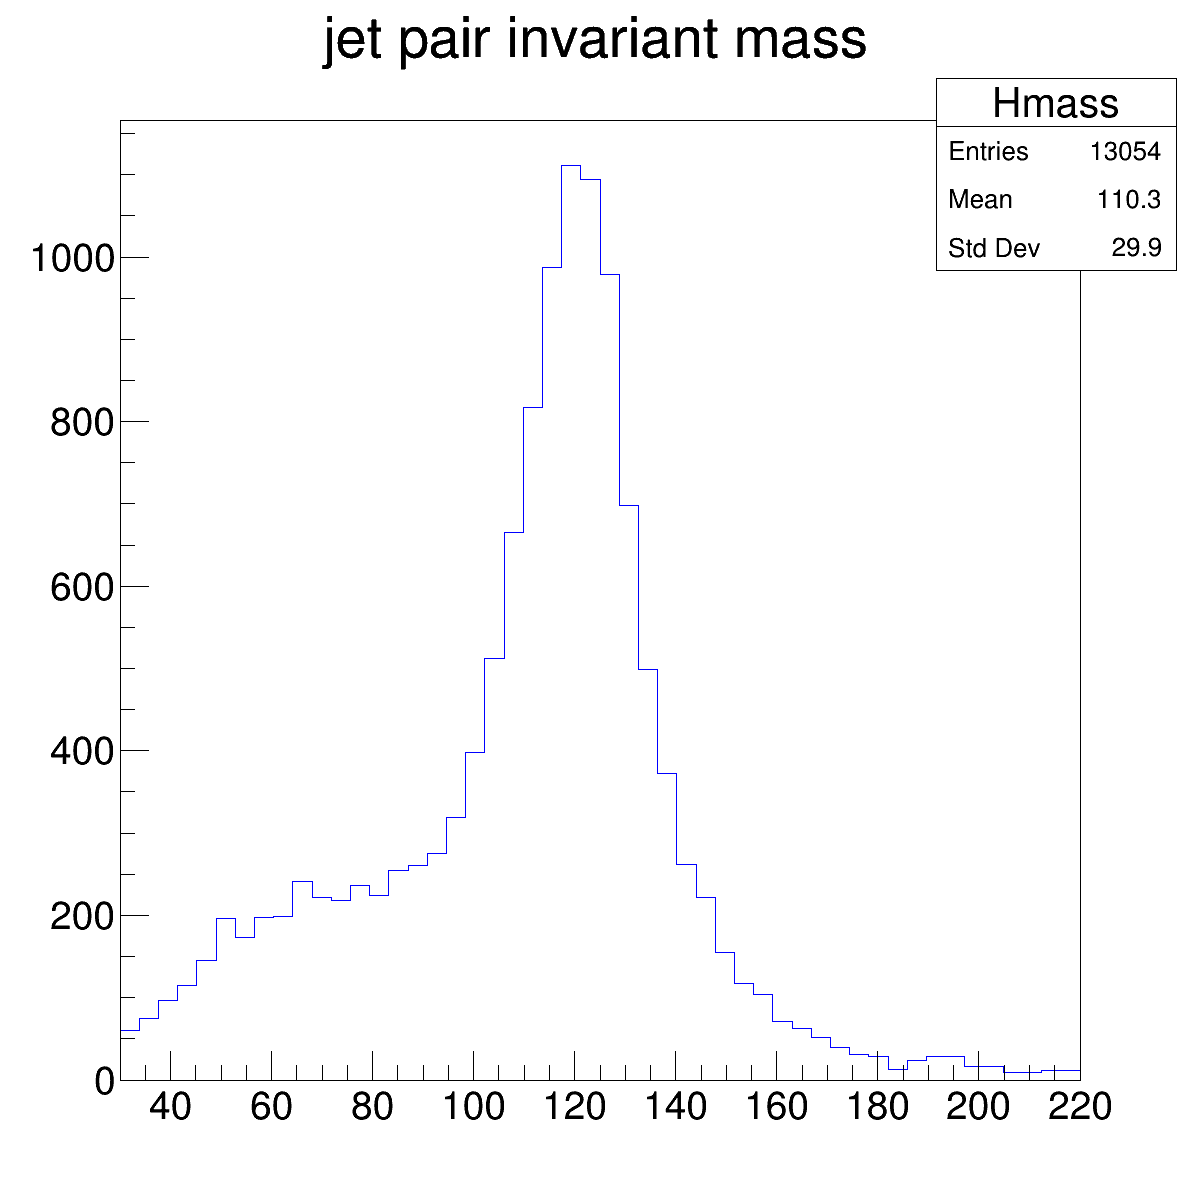 jet pair invariant mass
Hmass
Entries 13054
Mean 110.3
Std Dev 29.9
1000
800
600
400
200
0
40 60 80 100 120 140 160 180 200 220